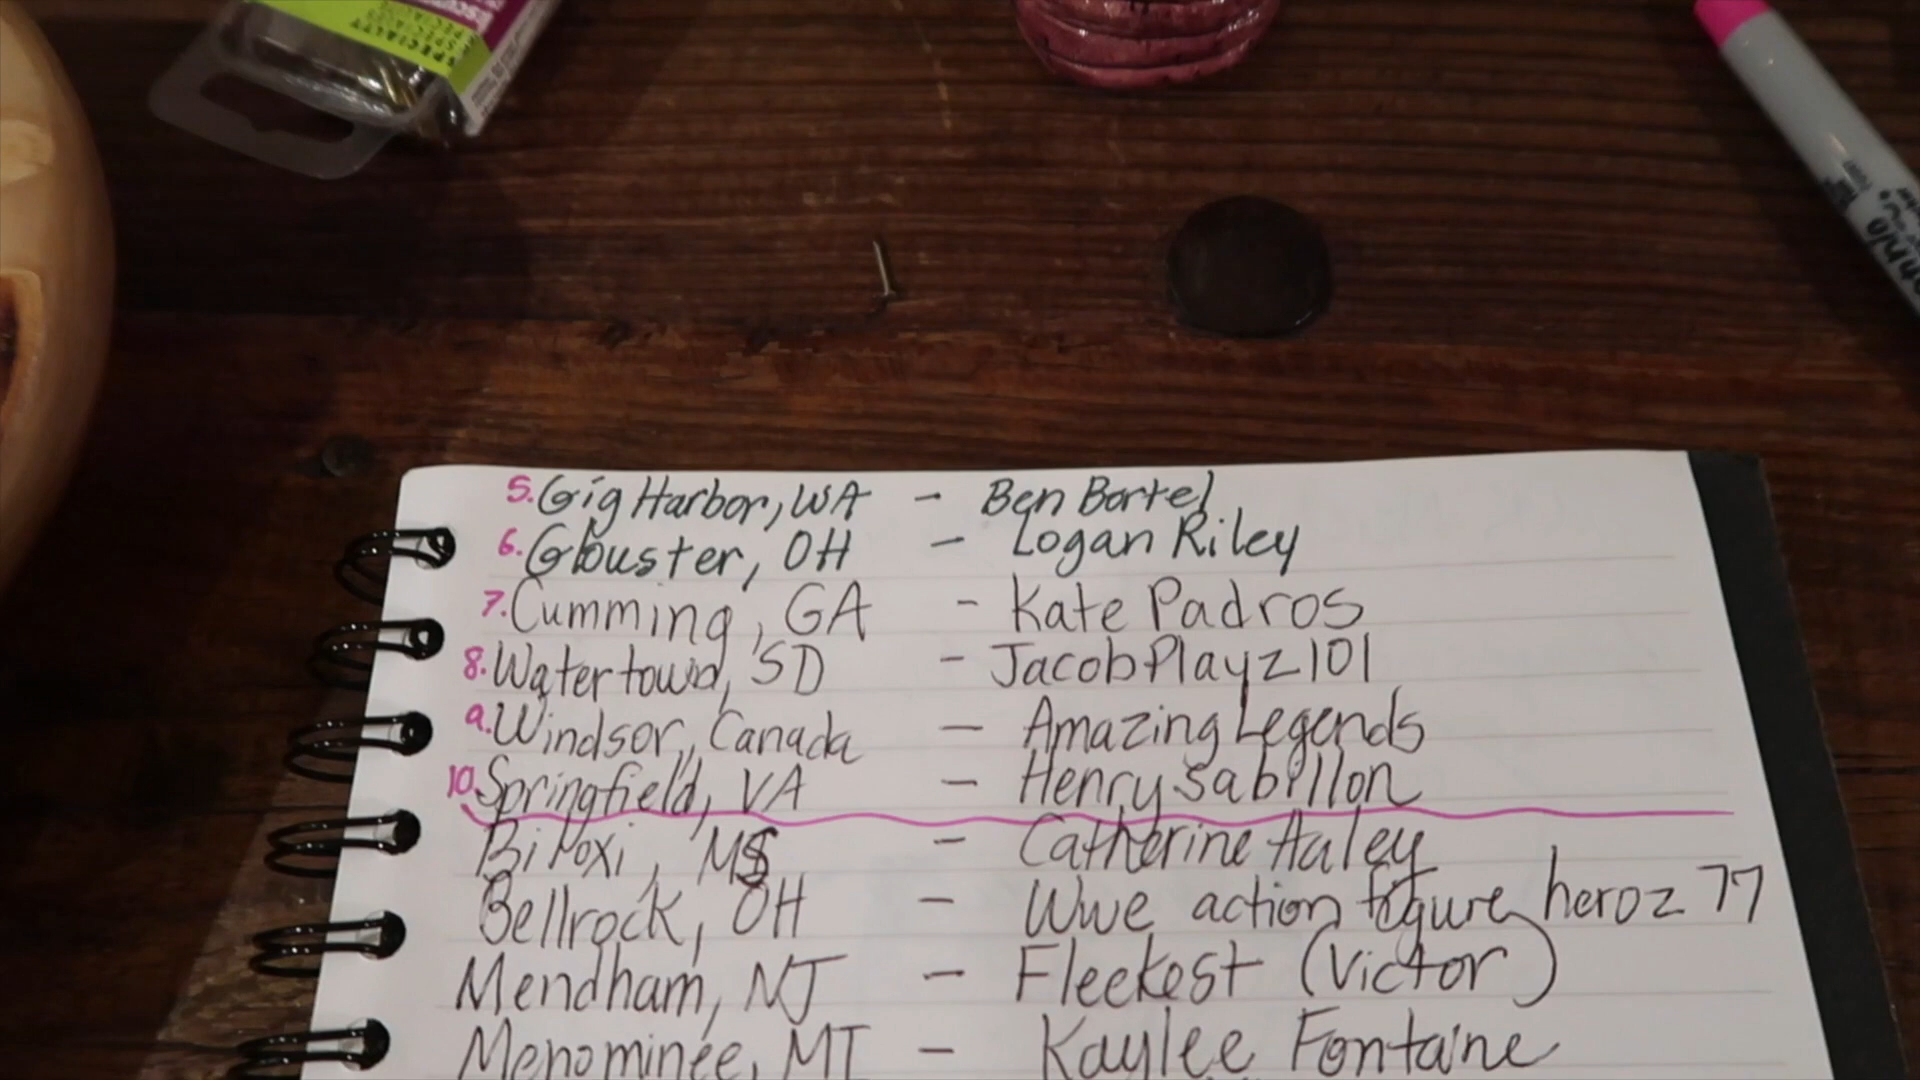 SPECIALTY
5. Gig Harbor, WA - Ben Bortel
6. Glouster, OH - Logan Riley
7. Cumming, GA - Kate Padros
8. Watertown, SD - JacobPlayz101
9. Windsor, Canada - Amazing Legends
10. Springfield, VA - Henry Sabillon
Biloxi, MS - Catherine Haley
Bellrock, OH - Wwe action figure heroz 77
Mendham, NJ - Fleekest (Victor)
Menominee, MI - Kaylee Fontaine